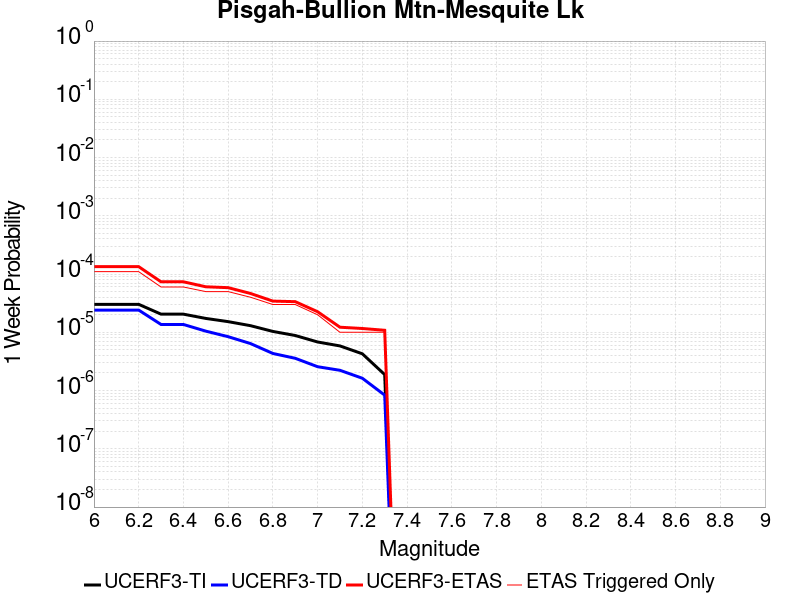 Pisgah-Bullion Mtn-Mesquite Lk
10^0
10^-1
10^-2
10^-3
10^-4
10^-5
10^-6
10^-7
10^-8
1 Week Probability
6 6.2 6.4 6.6 6.8 7 7.2 7.4 7.6 7.8 8 8.2 8.4 8.6 8.8 9
Magnitude
UCERF3-TI UCERF3-TD UCERF3-ETAS ETAS Triggered Only